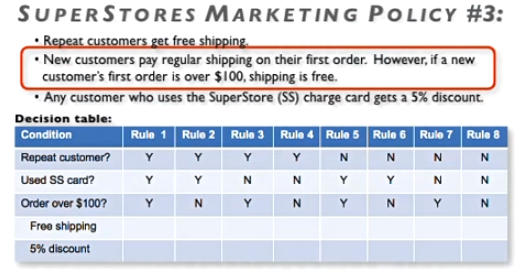 SUPERSTORES MARKETING POLICY #3:
• Repeat customers get free shipping.
• New customers pay regular shipping on their first order. However, if a new
customer's first order is over $100, shipping is free.
• Any customer who uses the SuperStore (SS) charge card gets a 5% discount.
Decision table:
Condition Rule 1 Rule 2 Rule 3 Rule 4 Rule 5 Rule 6 Rule 7 Rule 8
Repeat customer? Y Y Y Y N N N N
Used SS card? Y Y N N Y Y N N
Order over $100? Y N Y N Y N Y N
Free shipping
5% discount